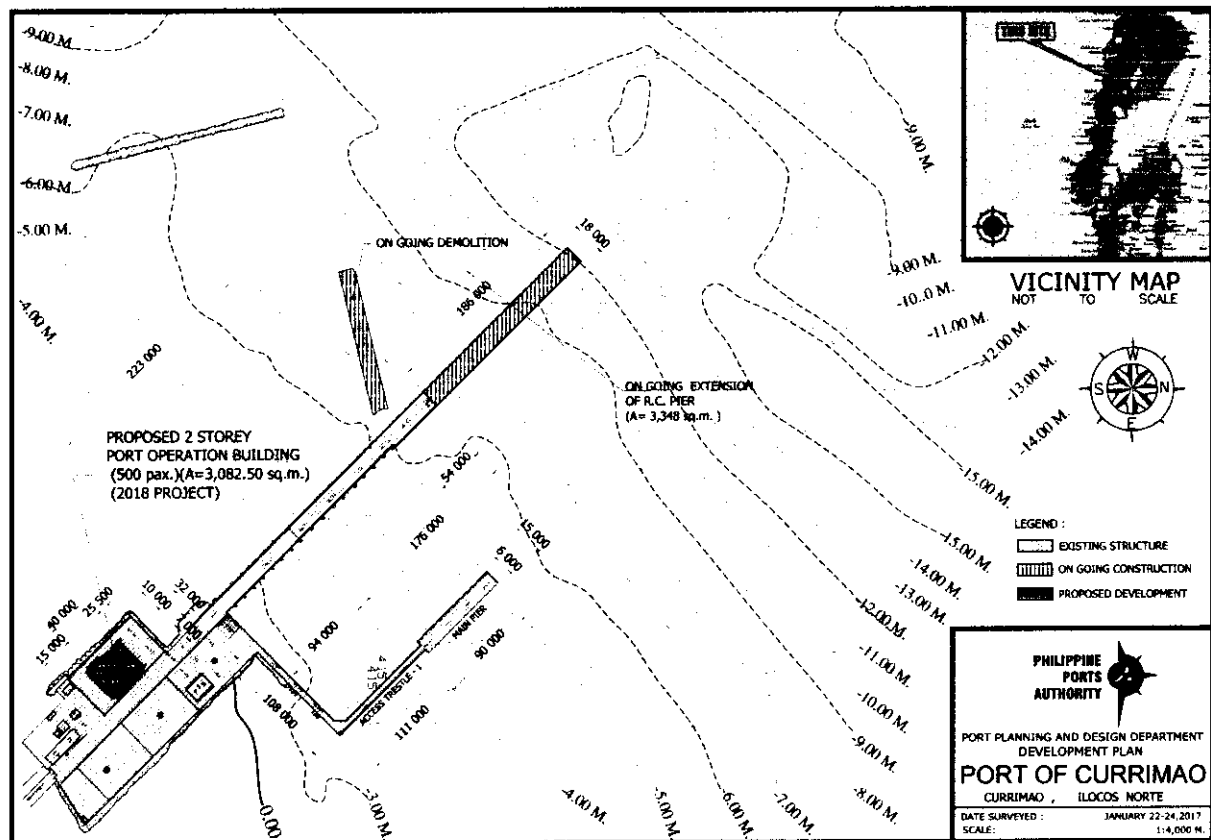 -9.00 M.
-8.00 M.
-7.00 M.
-6.00 M.
-5.00 M.
-4.00 M.
223 000
ON GOING DEMOLITION
186 000
18 000
ON GOING EXTENSION
OF R.C. PIER
(A= 3,348 sq.m. )
PROPOSED 2 STOREY
PORT OPERATION BUILDING
(500 pax.)(A=3,082.50 sq.m.)
(2018 PROJECT)
54 000
176 000
15 000
6 000
MAIN PIER
90 000
94 000
ACCESS TRESTLE
111 000
108 000
32 000
10 000
25 500
40 000
15 000
0.00
-3.00 M.
-4.00 M.
-5.00 M.
-6.00 M.
-7.00 M.
-8.00 M.
-9.00 M.
-10.00 M.
-11.00 M.
-12.00 M.
-13.00 M.
-14.00 M.
-15.00 M.
-15.00 M.
-14.00 M.
-13.00 M.
-12.00 M.
-11.00 M.
-10..0 M.
-9.00 M.
-9.00 M.
THIS SITE
VICINITY MAP
NOT TO SCALE
W
S N
E
LEGEND :
EXISTING STRUCTURE
ON GOING CONSTRUCTION
PROPOSED DEVELOPMENT
PHILIPPINE
PORTS
AUTHORITY
PORT PLANNING AND DESIGN DEPARTMENT
DEVELOPMENT PLAN
PORT OF CURRIMAO
CURRIMAO , ILOCOS NORTE
DATE SURVEYED : JANUARY 22-24,2017
SCALE: 1:4,000 M.